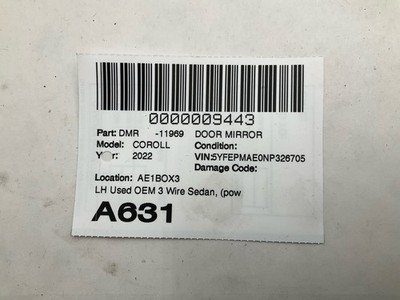 0000009443
Part: DMR -11969 DOOR MIRROR
Model: COROLL Condition:
Year: 2022 VIN:5YFEPMAE0NP326705
Damage Code:
Location: AE1BOX3
LH Used OEM 3 Wire Sedan, (pow
A631